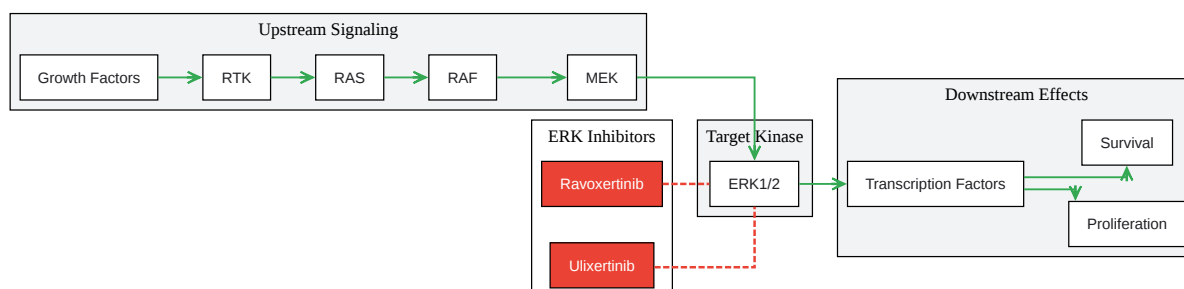 Upstream Signaling
Growth Factors
RTK
RAS
RAF
MEK
ERK Inhibitors
Ravoxertinib
Ulixertinib
Target Kinase
ERK1/2
Downstream Effects
Transcription Factors
Survival
Proliferation